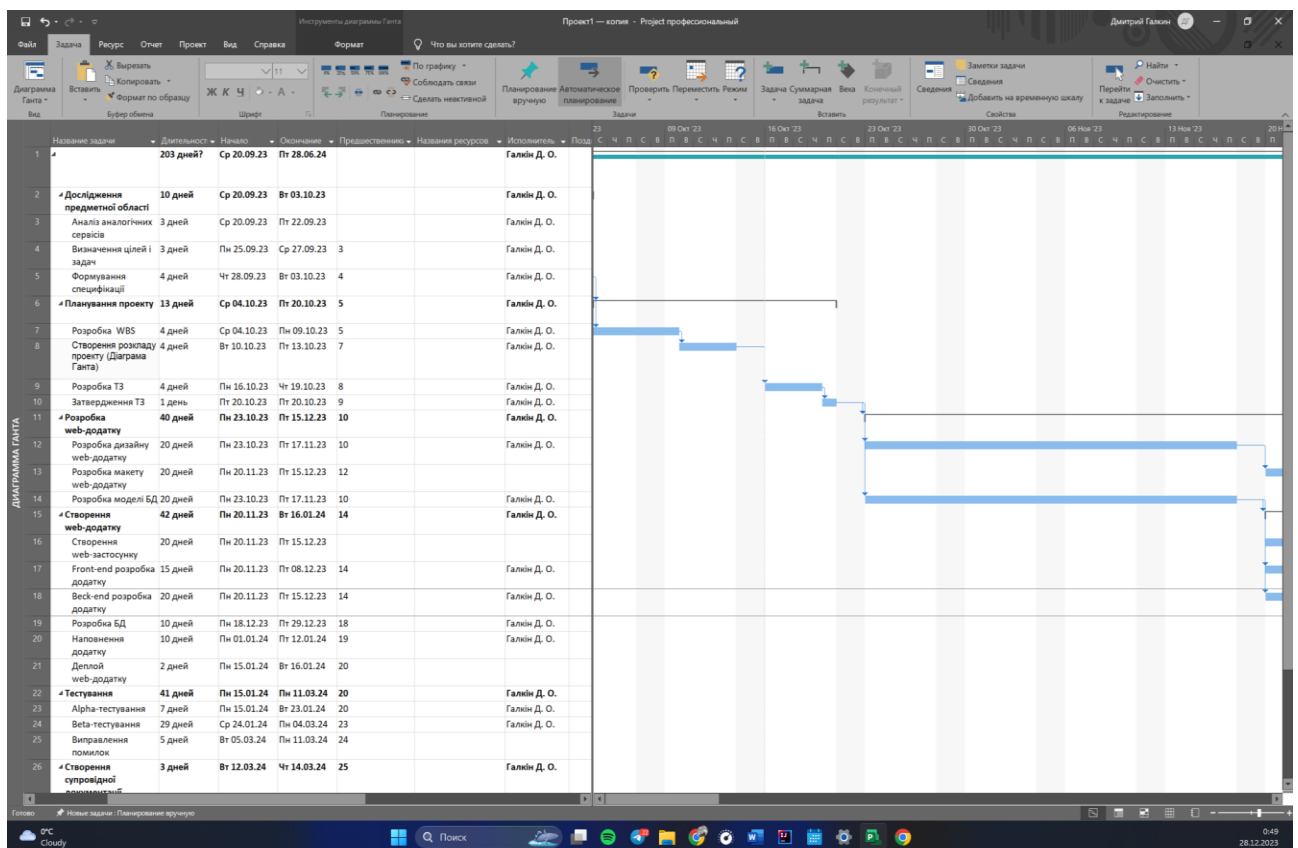 Инструменты диаграммы Ганта
Проект1 — копия - Project профессиональный
Дмитрий Галкин
Файл Задача Ресурс Отчет Проект Вид Справка Формат Что вы хотите сделать?
Диаграмма Ганта
Вид
Вставить
Вырезать
Копировать
Формат по образцу
Буфер обмена
11
Ж К Ч
Шрифт
По графику
Соблюдать связи
Сделать неактивной
Планирование
Планирование вручную
Автоматическое планирование
Проверить Переместить Режим
Задачи
Задача Суммарная задача Веха Конечный результат
Вставить
Сведения
Заметки задачи
Сведения
Добавить на временную шкалу
Свойства
Перейти к задаче
Найти
Очистить
Заполнить
Редактирование
Название задачи Длительност Начало Окончание Предшественнию Названия ресурсов Исполнитель Позд
23 09 Окт '23 16 Окт '23 23 Окт '23 30 Окт '23 06 Ноя '23 13 Ноя '23 20 Н
С Ч П С В П В С Ч П С В П В С Ч П С В П В С Ч П С В П В С Ч П С В П В С Ч П С В П В С Ч П С В П
1 203 дней? Ср 20.09.23 Пт 28.06.24 Галкін Д. О.
2 Дослідження предметної області 10 дней Ср 20.09.23 Вт 03.10.23 Галкін Д. О.
3 Аналіз аналогічних сервісів 3 дней Ср 20.09.23 Пт 22.09.23 Галкін Д. О.
4 Визначення цілей і задач 3 дней Пн 25.09.23 Ср 27.09.23 3 Галкін Д. О.
5 Формування специфікації 4 дней Чт 28.09.23 Вт 03.10.23 4 Галкін Д. О.
6 Планування проекту 13 дней Ср 04.10.23 Пт 20.10.23 5 Галкін Д. О.
7 Розробка WBS 4 дней Ср 04.10.23 Пн 09.10.23 5 Галкін Д. О.
8 Створення розкладу проекту (Діаграма Ганта) 4 дней Вт 10.10.23 Пт 13.10.23 7 Галкін Д. О.
9 Розробка ТЗ 4 дней Пн 16.10.23 Чт 19.10.23 8 Галкін Д. О.
10 Затвердження ТЗ 1 день Пт 20.10.23 Пт 20.10.23 9 Галкін Д. О.
11 Розробка web-додатку 40 дней Пн 23.10.23 Пт 15.12.23 10 Галкін Д. О.
12 Розробка дизайну web-додатку 20 дней Пн 23.10.23 Пт 17.11.23 10 Галкін Д. О.
13 Розробка макету web-додатку 20 дней Пн 20.11.23 Пт 15.12.23 12
14 Розробка моделі БД 20 дней Пн 23.10.23 Пт 17.11.23 10 Галкін Д. О.
15 Створення web-додатку 42 дней Пн 20.11.23 Вт 16.01.24 14 Галкін Д. О.
16 Створення web-застосунку 20 дней Пн 20.11.23 Пт 15.12.23
17 Front-end розробка додатку 15 дней Пн 20.11.23 Пт 08.12.23 14 Галкін Д. О.
18 Beck-end розробка додатку 20 дней Пн 20.11.23 Пт 15.12.23 14 Галкін Д. О.
19 Розробка БД 10 дней Пн 18.12.23 Пт 29.12.23 18 Галкін Д. О.
20 Наповнення додатку 10 дней Пн 01.01.24 Пт 12.01.24 19 Галкін Д. О.
21 Деплой web-додатку 2 дней Пн 15.01.24 Вт 16.01.24 20
22 Тестування 41 дней Пн 15.01.24 Пн 11.03.24 20 Галкін Д. О.
23 Alpha-тестування 7 дней Пн 15.01.24 Вт 23.01.24 20 Галкін Д. О.
24 Beta-тестування 29 дней Ср 24.01.24 Пн 04.03.24 23 Галкін Д. О.
25 Виправлення помилок 5 дней Вт 05.03.24 Пн 11.03.24 24
26 Створення супровідної документації 3 дней Вт 12.03.24 Чт 14.03.24 25 Галкін Д. О.
ДИАГРАММА ГАНТА
Готово Новые задачи : Планирование вручную
0°C
Cloudy
Поиск
0:49
28.12.2023